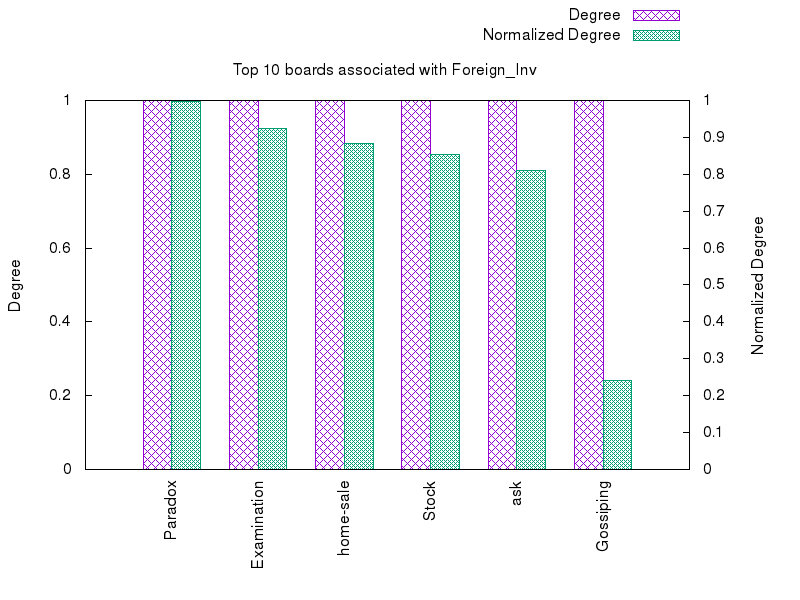 Degree
Normalized Degree
Top 10 boards associated with Foreign_Inv
1
0.8
0.6
0.4
0.2
0
Degree
1
0.9
0.8
0.7
0.6
0.5
0.4
0.3
0.2
0.1
0
Normalized Degree
Paradox
Examination
home-sale
Stock
ask
Gossiping